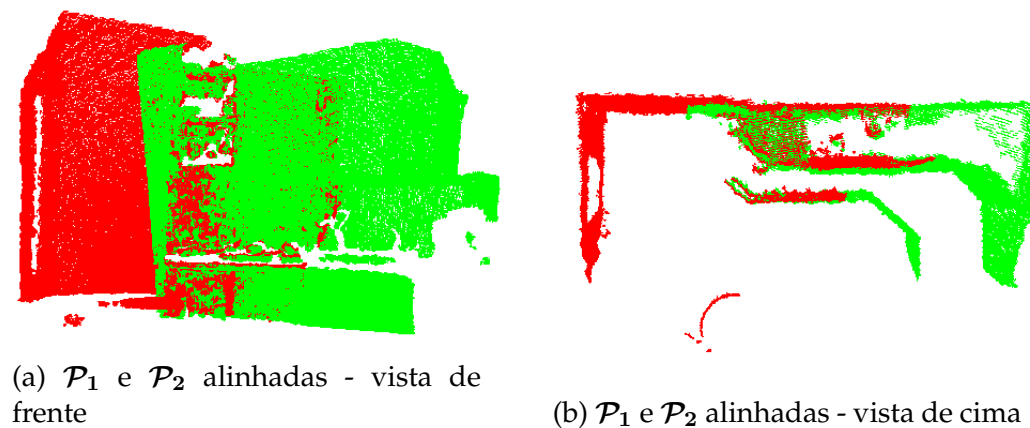 (a) 𝓟₁ e 𝓟₂ alinhadas - vista de
frente
(b) 𝓟₁ e 𝓟₂ alinhadas - vista de cima